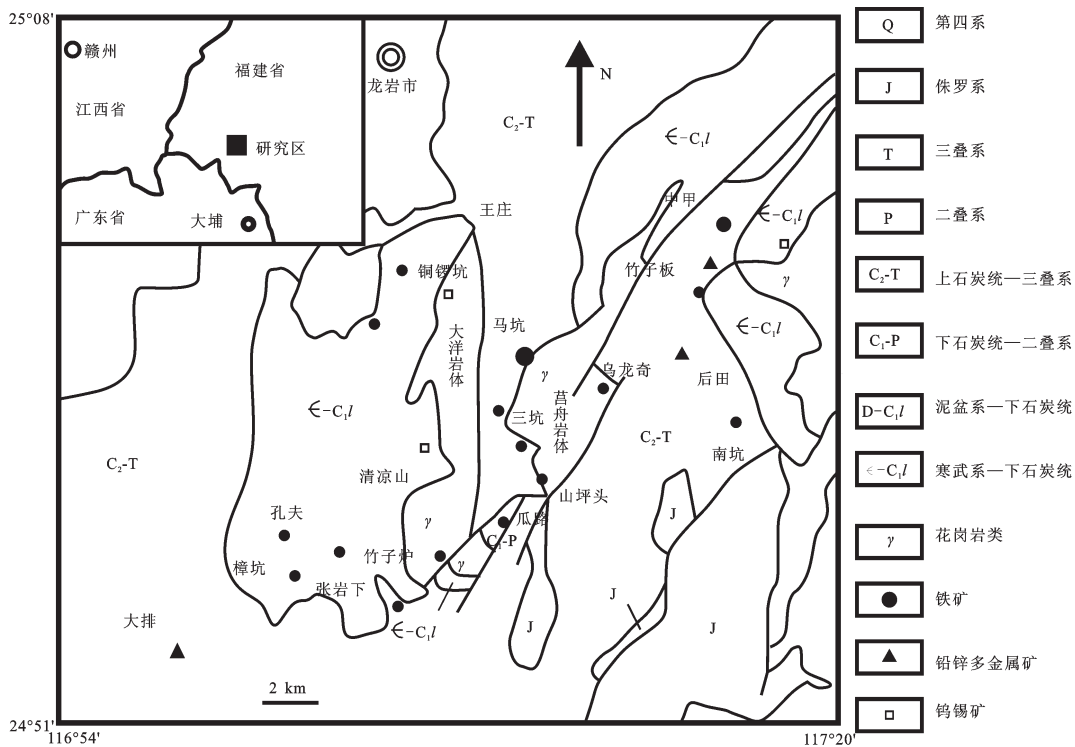 25°08′
赣州
福建省
江西省
研究区
广东省
大埔
龙岩市
N
C₂-T
∈-C₁l
中甲
∈-C₁l
王庄
竹子板
γ
铜锣坑
大洋岩体
马坑
∈-C₁l
γ
乌龙奇
后田
莒舟岩体
∈-C₁l
三坑
C₂-T
C₂-T
南坑
清凉山
山坪头
孔夫
γ
瓜路
J
C₁-P
樟坑
竹子炉
γ
张岩下
J
大排
∈-C₁l
J
J
2 km
24°51′
116°54′
117°20′
Q 第四系
J 侏罗系
T 三叠系
P 二叠系
C₂-T 上石炭统—三叠系
C₁-P 下石炭统—二叠系
D-C₁l 泥盆系—下石炭统
∈-C₁l 寒武系—下石炭统
γ 花岗岩类
铁矿
铅锌多金属矿
钨锡矿